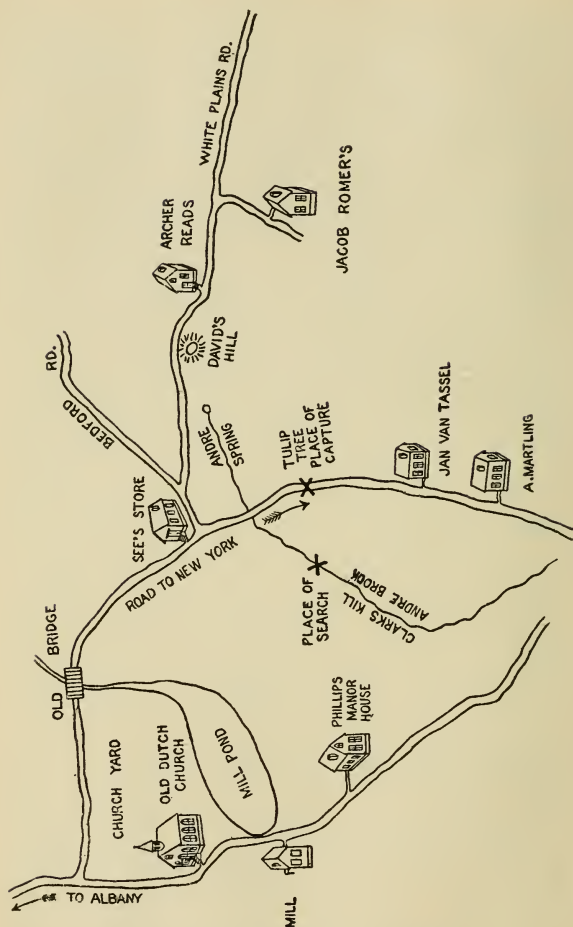 WHITE PLAINS RD.
ARCHER
READS
JACOB ROMER'S
DAVID'S
HILL
BEDFORD
RD.
ANDRE
SPRING
SEE'S STORE
TULIP
TREE
PLACE OF
CAPTURE
JAN VAN TASSEL
A. MARTLING
ROAD TO NEW YORK
PLACE OF
SEARCH
CLARKS KILL
ANDRE BROOK
OLD BRIDGE
CHURCH YARD
OLD DUTCH
CHURCH
MILL POND
PHILLIPS
MANOR
HOUSE
TO ALBANY
MILL